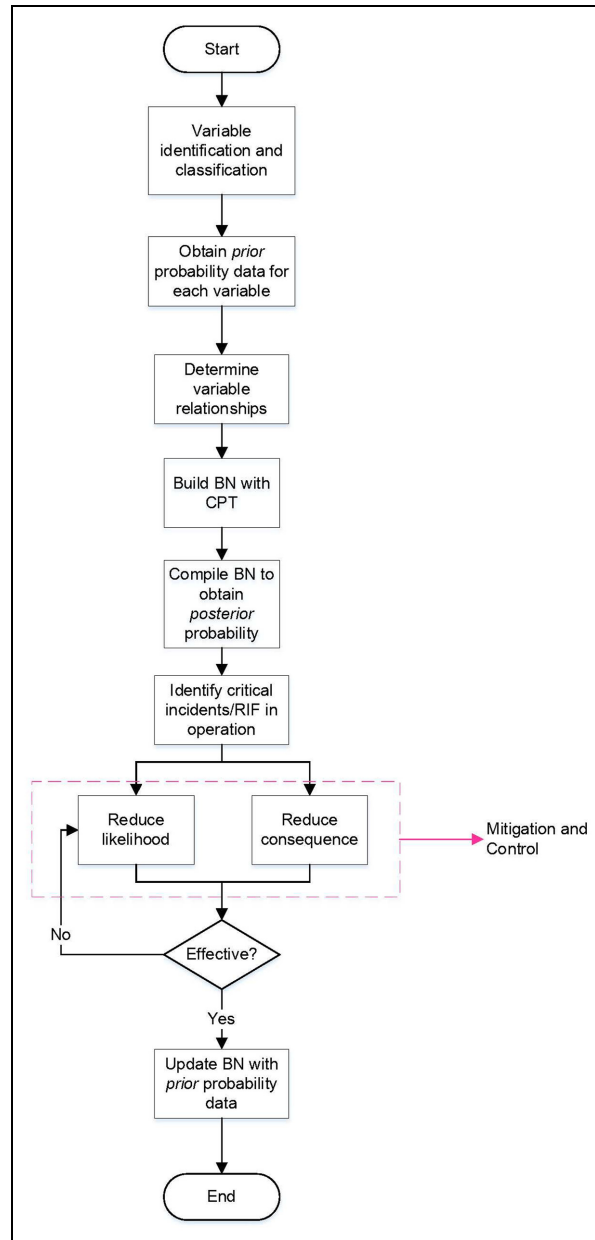 Start
Variable
identification and
classification
Obtain prior
probability data for
each variable
Determine
variable
relationships
Build BN with
CPT
Compile BN to
obtain
posterior
probability
Identify critical
incidents/RIF in
operation
Reduce
likelihood
Reduce
consequence
Mitigation and
Control
No
Effective?
Yes
Update BN with
prior probability
data
End